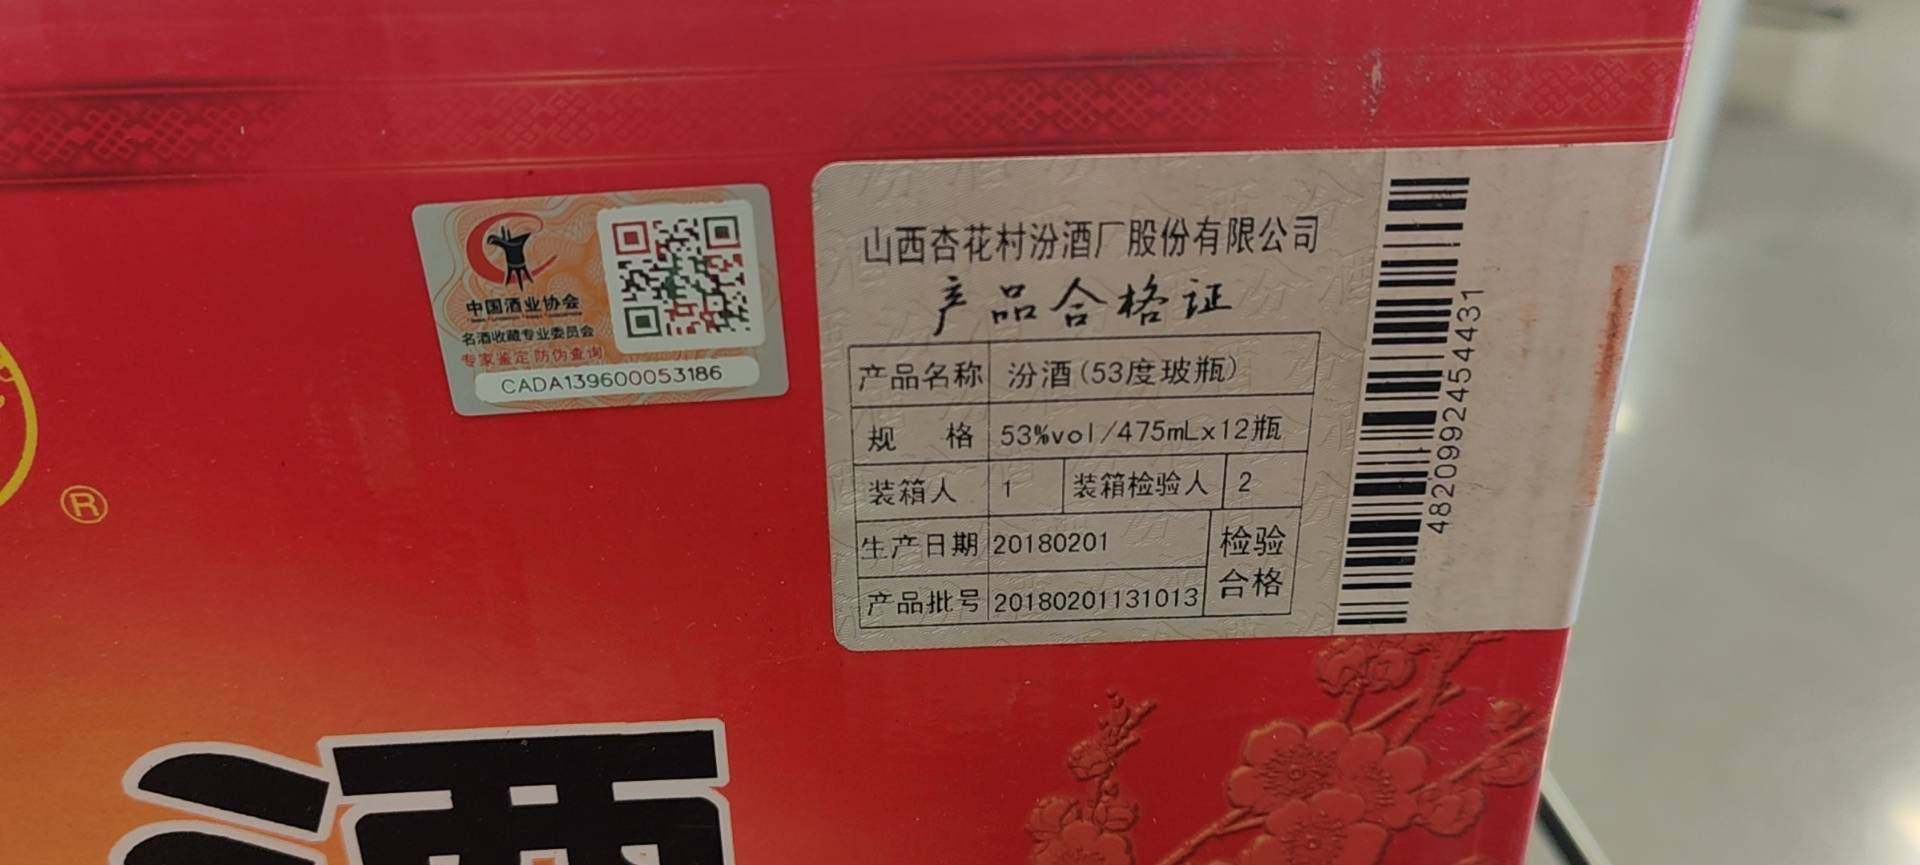 中国酒业协会
名酒收藏专业委员会
专家鉴定 防伪查询
CADA139600053186
山西杏花村汾酒厂股份有限公司
产品合格证
产品名称 汾酒(53度玻瓶)
规 格 53%vol/475mLx12瓶
装箱人 1 装箱检验人 2
生产日期 20180201 检验
产品批号 20180201131013 合格
4820992454431
®
酒